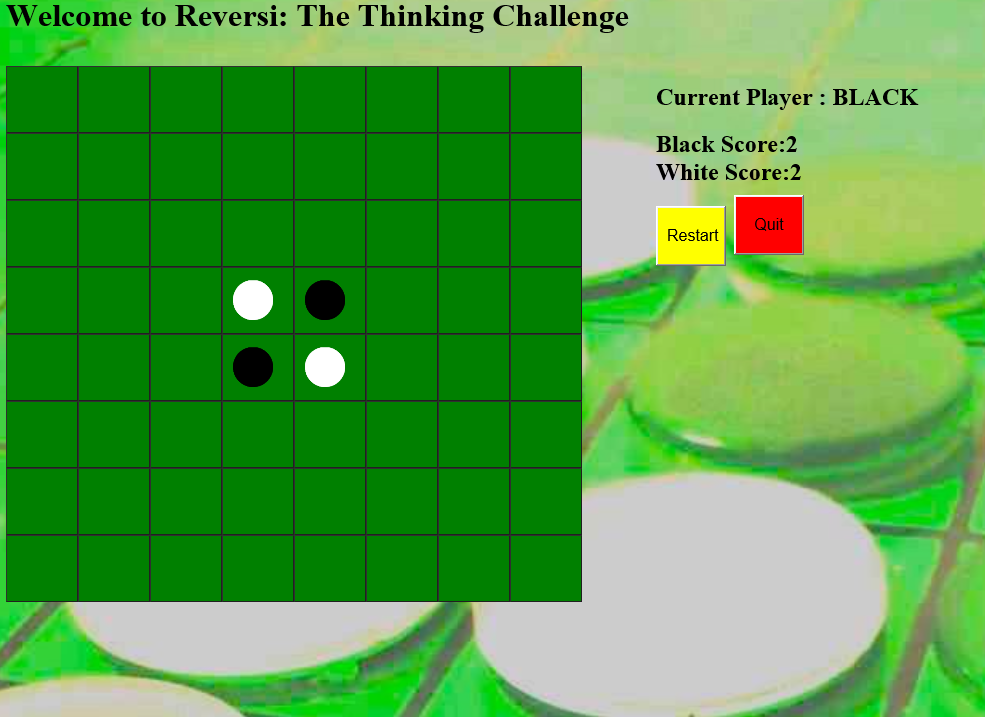 Welcome to Reversi: The Thinking Challenge
Current Player : BLACK
Black Score:2
White Score:2
Restart
Quit